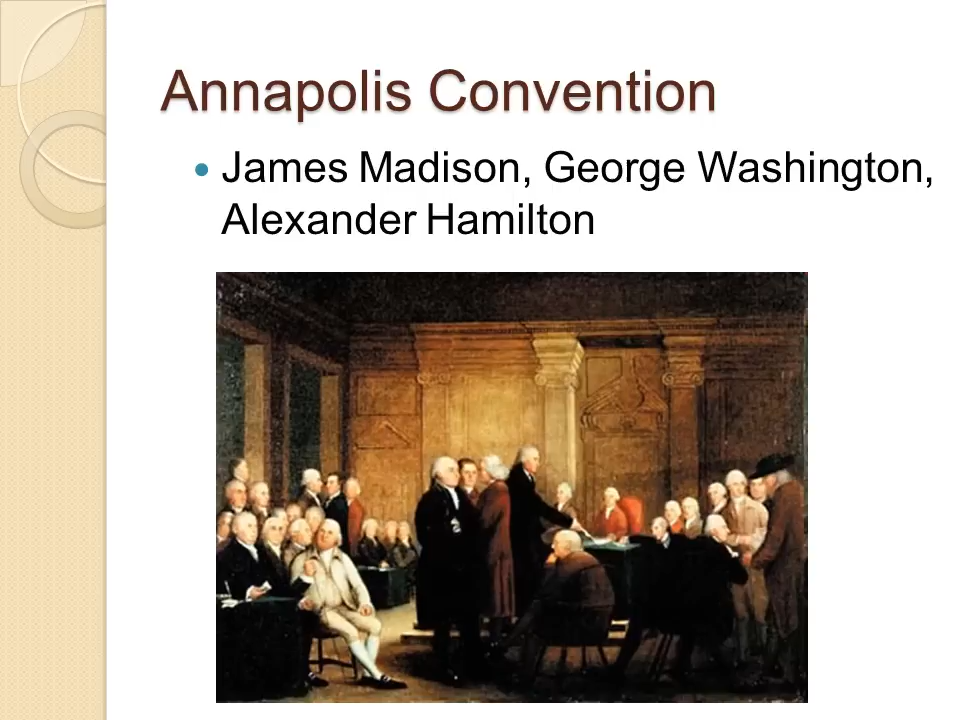 Annapolis Convention
James Madison, George Washington,
Alexander Hamilton